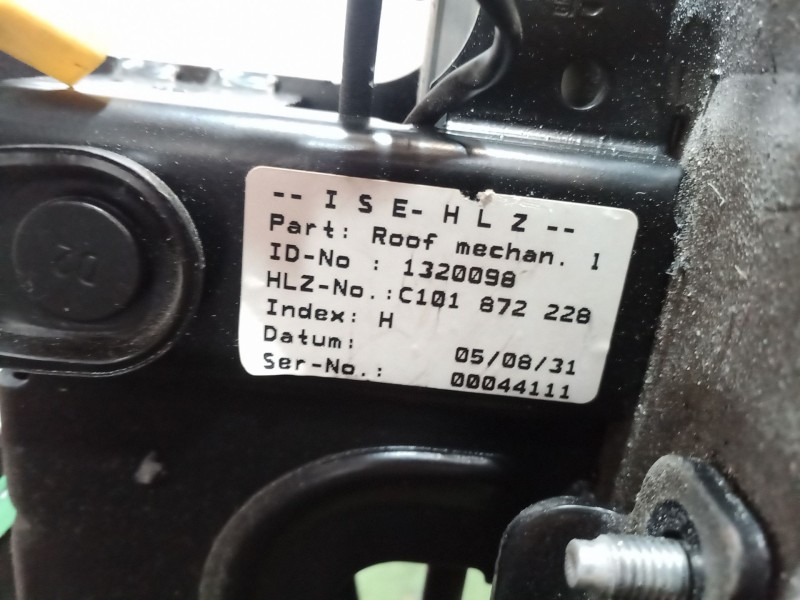 -- I S E- H L Z --
Part: Roof mechan. l
ID-No : 1320098
HLZ-No.:C101 872 228
Index: H
Datum: 05/08/31
Ser-No.: 00044111